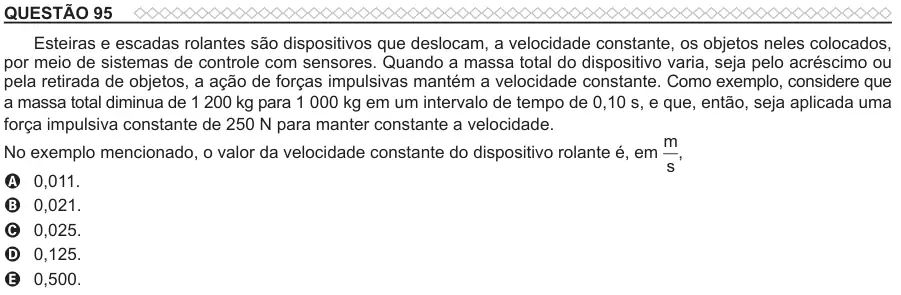 QUESTÃO 95
Esteiras e escadas rolantes são dispositivos que deslocam, a velocidade constante, os objetos neles colocados,
por meio de sistemas de controle com sensores. Quando a massa total do dispositivo varia, seja pelo acréscimo ou
pela retirada de objetos, a ação de forças impulsivas mantém a velocidade constante. Como exemplo, considere que
a massa total diminua de 1 200 kg para 1 000 kg em um intervalo de tempo de 0,10 s, e que, então, seja aplicada uma
força impulsiva constante de 250 N para manter constante a velocidade.
No exemplo mencionado, o valor da velocidade constante do dispositivo rolante é, em m/s,
A 0,011.
B 0,021.
C 0,025.
D 0,125.
E 0,500.